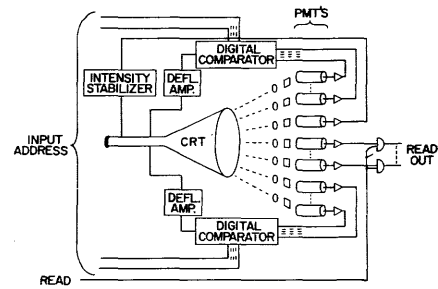 PMT'S
DIGITAL
COMPARATOR
INTENSITY
STABILIZER
DEFL.
AMP.
INPUT
ADDRESS
CRT
READ
OUT
DEFL.
AMP.
DIGITAL
COMPARATOR
READ